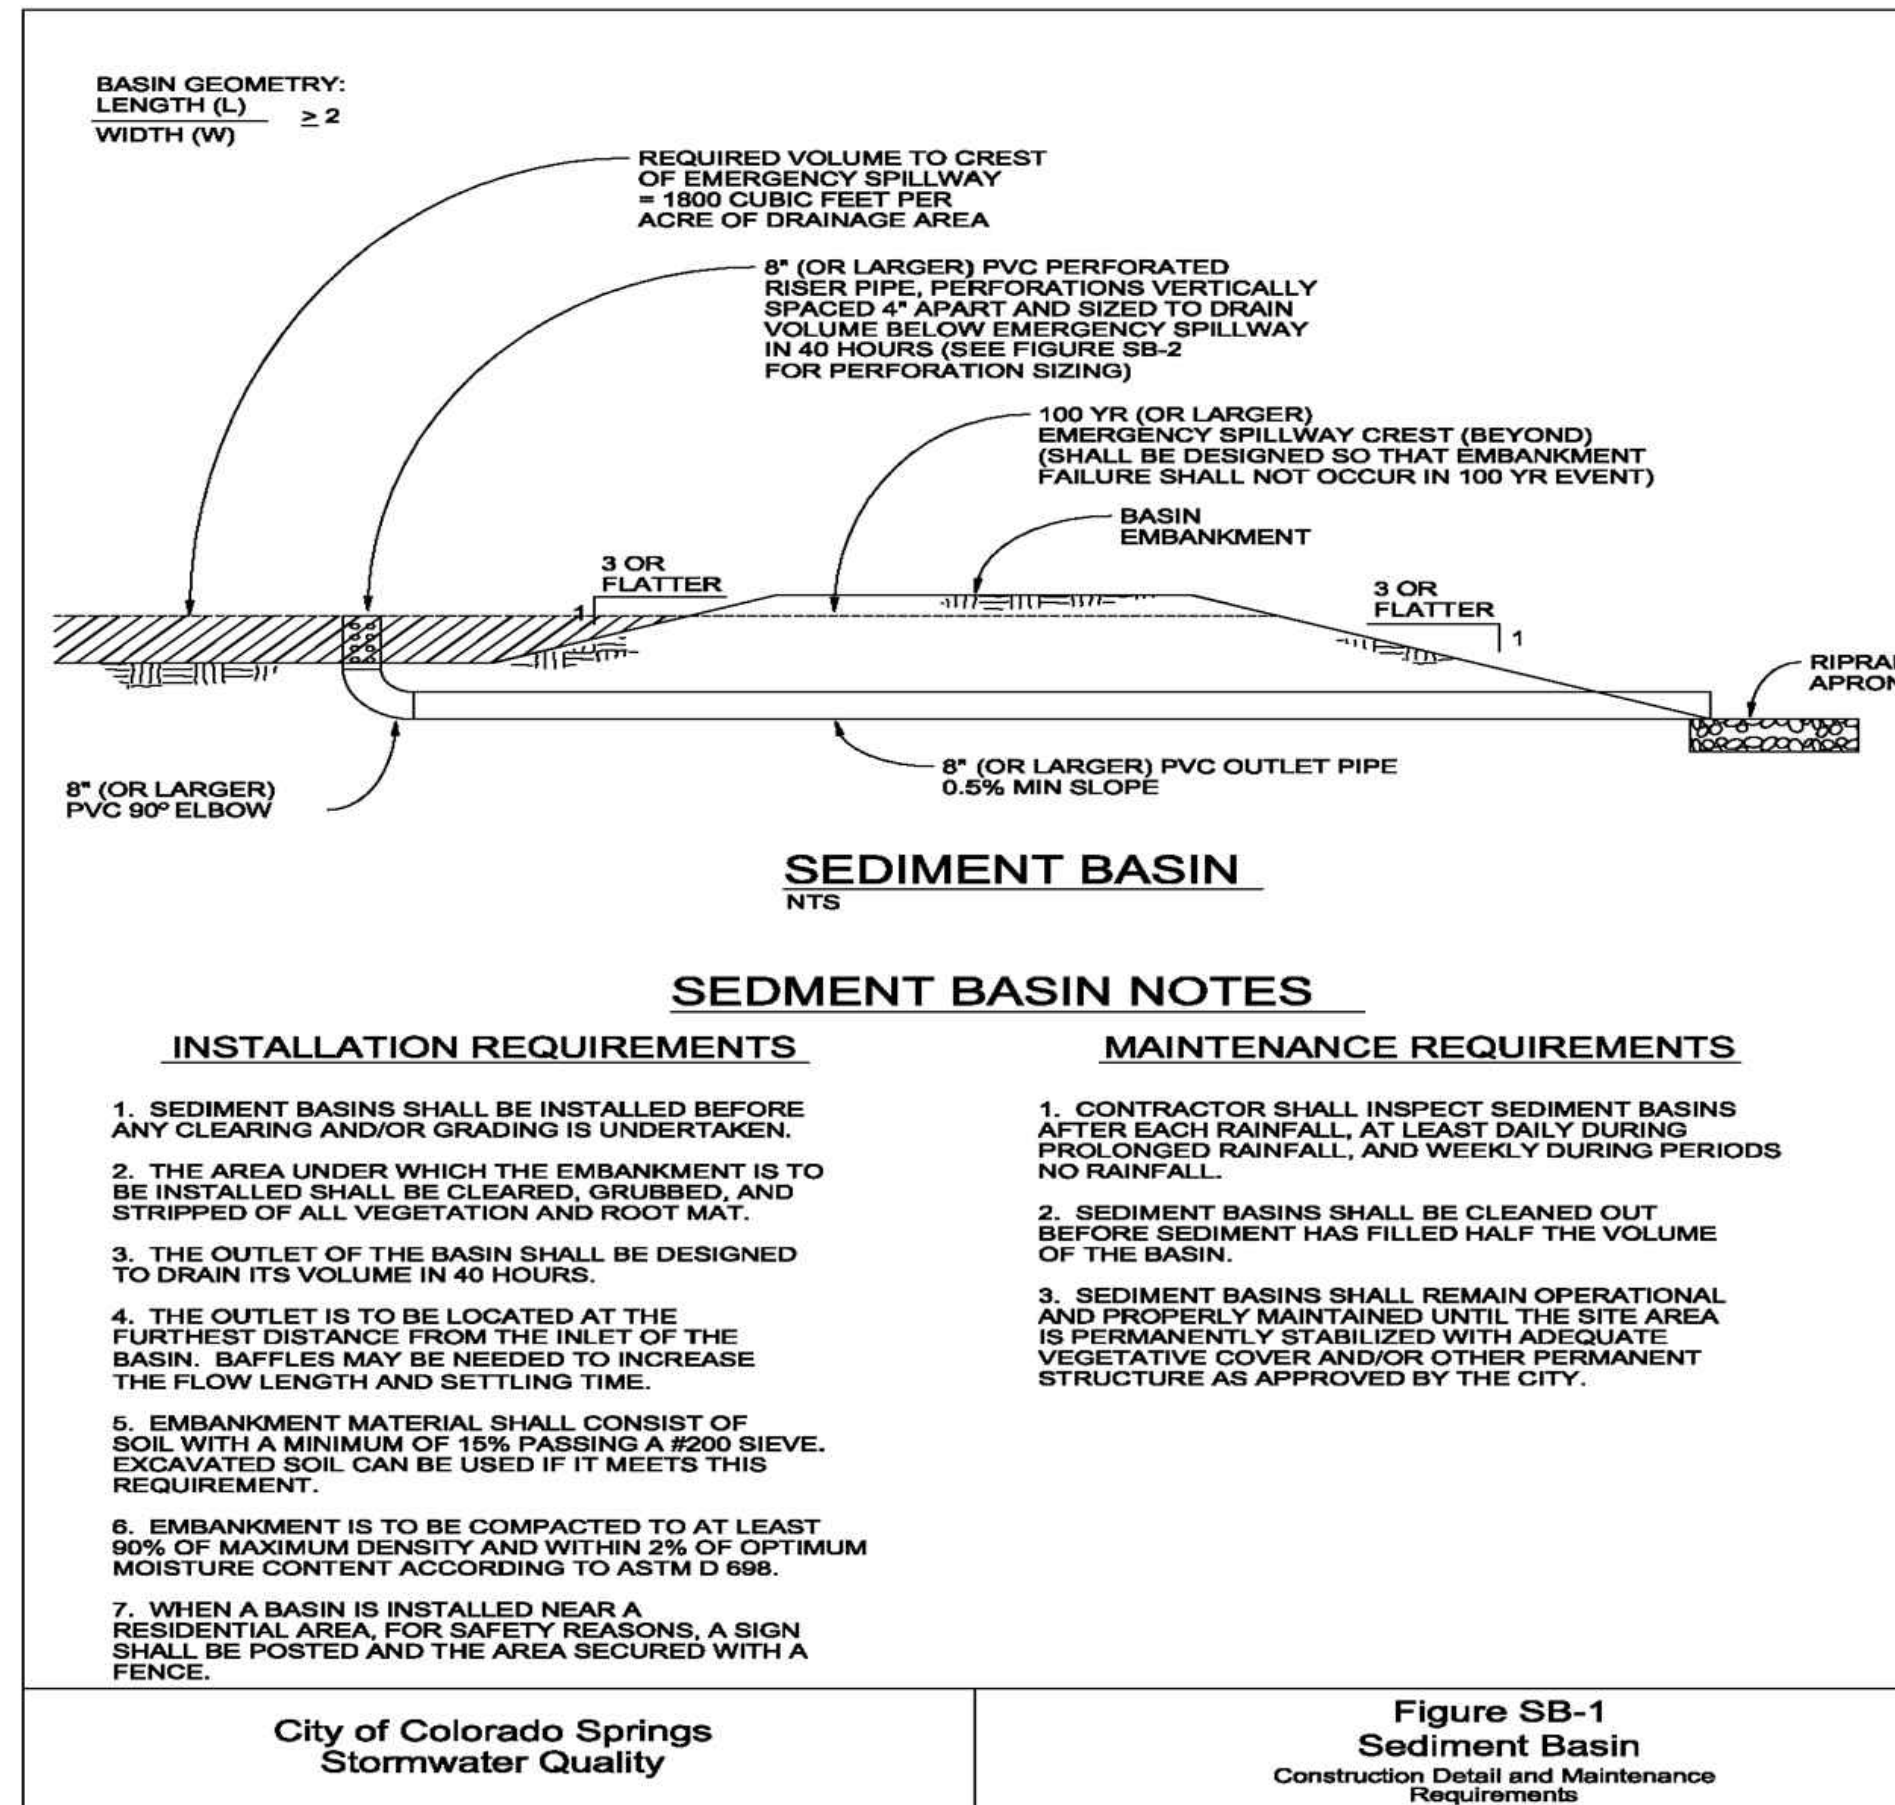 BASIN GEOMETRY:
LENGTH (L)
≥ 2
WIDTH (W)
REQUIRED VOLUME TO CREST
OF EMERGENCY SPILLWAY
= 1800 CUBIC FEET PER
ACRE OF DRAINAGE AREA
8" (OR LARGER) PVC PERFORATED
RISER PIPE, PERFORATIONS VERTICALLY
SPACED 4" APART AND SIZED TO DRAIN
VOLUME BELOW EMERGENCY SPILLWAY
IN 40 HOURS (SEE FIGURE SB-2
FOR PERFORATION SIZING)
100 YR (OR LARGER)
EMERGENCY SPILLWAY CREST (BEYOND)
(SHALL BE DESIGNED SO THAT EMBANKMENT
FAILURE SHALL NOT OCCUR IN 100 YR EVENT)
BASIN
EMBANKMENT
3 OR
FLATTER
1
3 OR
FLATTER
1
RIPRAP
APRON
8" (OR LARGER) PVC OUTLET PIPE
0.5% MIN SLOPE
8" (OR LARGER)
PVC 90º ELBOW
SEDIMENT BASIN
NTS
SEDMENT BASIN NOTES
INSTALLATION REQUIREMENTS
1. SEDIMENT BASINS SHALL BE INSTALLED BEFORE
ANY CLEARING AND/OR GRADING IS UNDERTAKEN.
2. THE AREA UNDER WHICH THE EMBANKMENT IS TO
BE INSTALLED SHALL BE CLEARED, GRUBBED, AND
STRIPPED OF ALL VEGETATION AND ROOT MAT.
3. THE OUTLET OF THE BASIN SHALL BE DESIGNED
TO DRAIN ITS VOLUME IN 40 HOURS.
4. THE OUTLET IS TO BE LOCATED AT THE
FURTHEST DISTANCE FROM THE INLET OF THE
BASIN. BAFFLES MAY BE NEEDED TO INCREASE
THE FLOW LENGTH AND SETTLING TIME.
5. EMBANKMENT MATERIAL SHALL CONSIST OF
SOIL WITH A MINIMUM OF 15% PASSING A #200 SIEVE.
EXCAVATED SOIL CAN BE USED IF IT MEETS THIS
REQUIREMENT.
6. EMBANKMENT IS TO BE COMPACTED TO AT LEAST
90% OF MAXIMUM DENSITY AND WITHIN 2% OF OPTIMUM
MOISTURE CONTENT ACCORDING TO ASTM D 698.
7. WHEN A BASIN IS INSTALLED NEAR A
RESIDENTIAL AREA, FOR SAFETY REASONS, A SIGN
SHALL BE POSTED AND THE AREA SECURED WITH A
FENCE.
MAINTENANCE REQUIREMENTS
1. CONTRACTOR SHALL INSPECT SEDIMENT BASINS
AFTER EACH RAINFALL, AT LEAST DAILY DURING
PROLONGED RAINFALL, AND WEEKLY DURING PERIODS
NO RAINFALL.
2. SEDIMENT BASINS SHALL BE CLEANED OUT
BEFORE SEDIMENT HAS FILLED HALF THE VOLUME
OF THE BASIN.
3. SEDIMENT BASINS SHALL REMAIN OPERATIONAL
AND PROPERLY MAINTAINED UNTIL THE SITE AREA
IS PERMANENTLY STABILIZED WITH ADEQUATE
VEGETATIVE COVER AND/OR OTHER PERMANENT
STRUCTURE AS APPROVED BY THE CITY.
City of Colorado Springs
Stormwater Quality
Figure SB-1
Sediment Basin
Construction Detail and Maintenance
Requirements